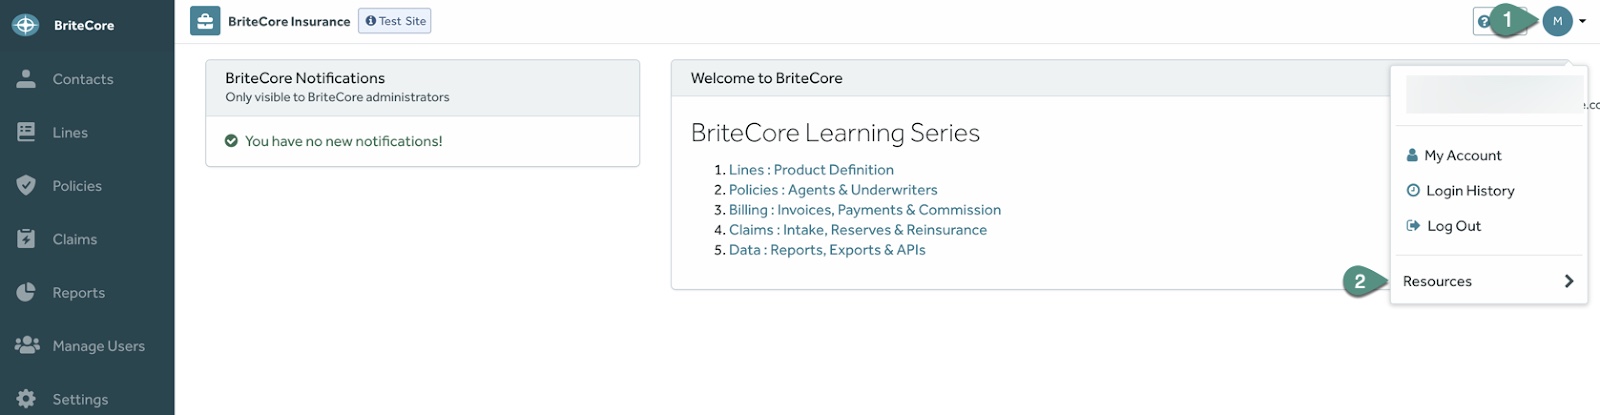 BriteCore
BriteCore Insurance
Test Site
1
M
Contacts
Lines
Policies
Claims
Reports
Manage Users
Settings
BriteCore Notifications
Only visible to BriteCore administrators
You have no new notifications!
Welcome to BriteCore
BriteCore Learning Series
1. Lines : Product Definition
2. Policies : Agents & Underwriters
3. Billing : Invoices, Payments & Commission
4. Claims : Intake, Reserves & Reinsurance
5. Data : Reports, Exports & APIs
e.co
My Account
Login History
Log Out
2
Resources